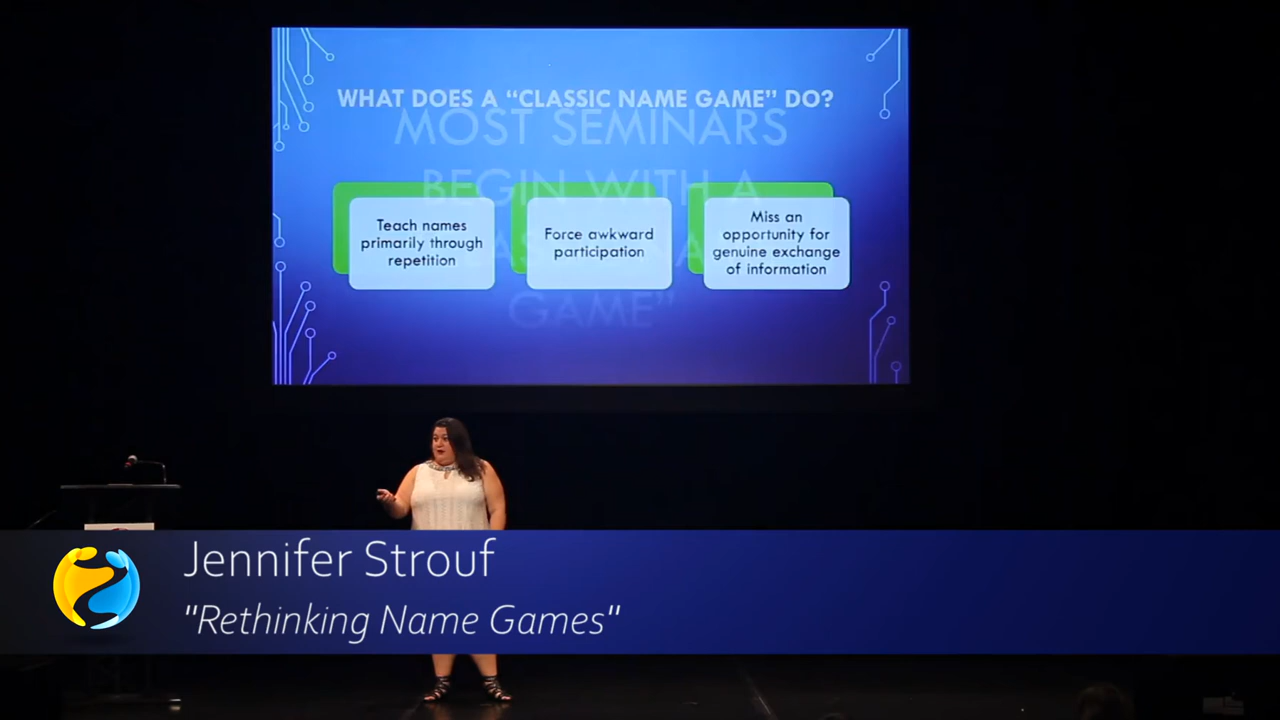 WHAT DOES A “CLASSIC NAME GAME” DO?
MOST SEMINARS
BEGIN WITH A
GAME”
Teach names
primarily through
repetition
Force awkward
participation
Miss an
opportunity for
genuine exchange
of information
Jennifer Strouf
"Rethinking Name Games"